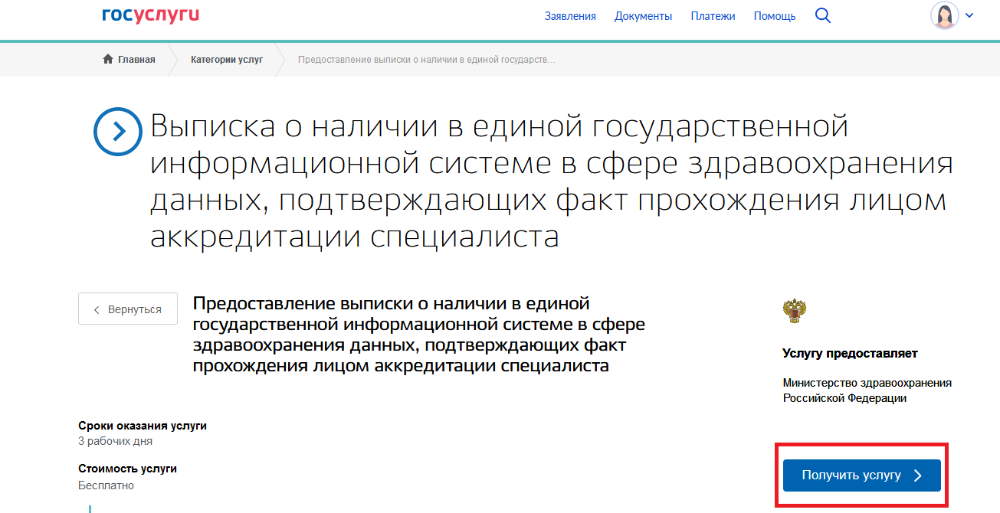 госуслуги
Заявления Документы Платежи Помощь
Главная Категории услуг Предоставление выписки о наличии в единой государств...
Выписка о наличии в единой государственной
информационной системе в сфере здравоохранения
данных, подтверждающих факт прохождения лицом
аккредитации специалиста
Вернуться
Предоставление выписки о наличии в единой
государственной информационной системе в сфере
здравоохранения данных, подтверждающих факт
прохождения лицом аккредитации специалиста
Услугу предоставляет
Министерство здравоохранения
Российской Федерации
Сроки оказания услуги
3 рабочих дня
Стоимость услуги
Бесплатно
Получить услугу